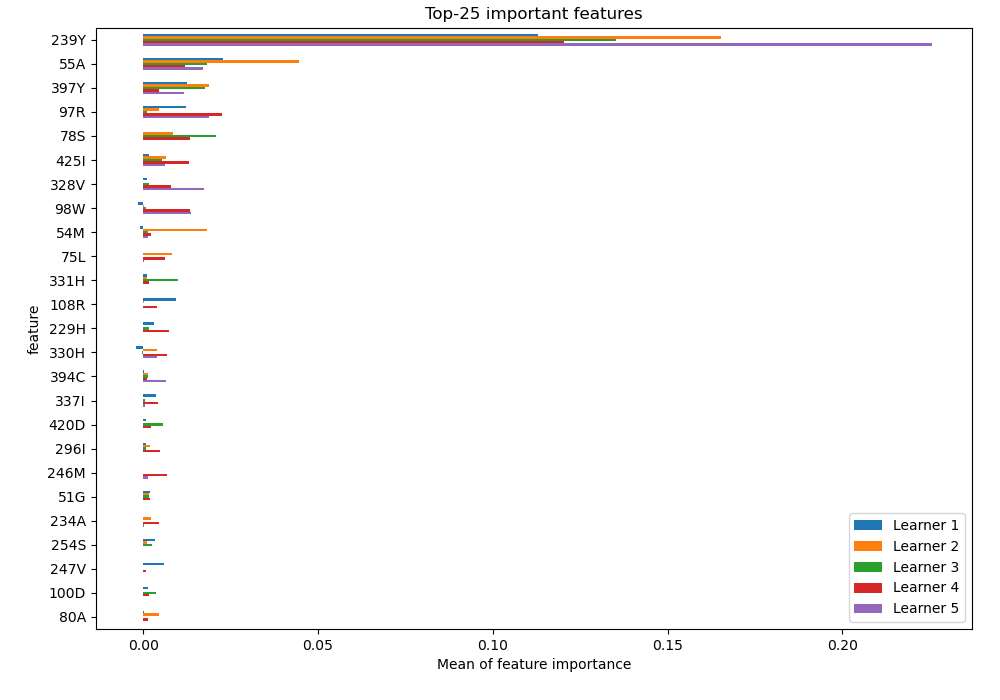 Top-25 important features
239Y
55A
397Y
97R
78S
425I
328V
98W
54M
75L
331H
108R
229H
330H
394C
337I
420D
296I
246M
51G
234A
254S
247V
100D
80A
feature
0.00 0.05 0.10 0.15 0.20
Mean of feature importance
Learner 1
Learner 2
Learner 3
Learner 4
Learner 5